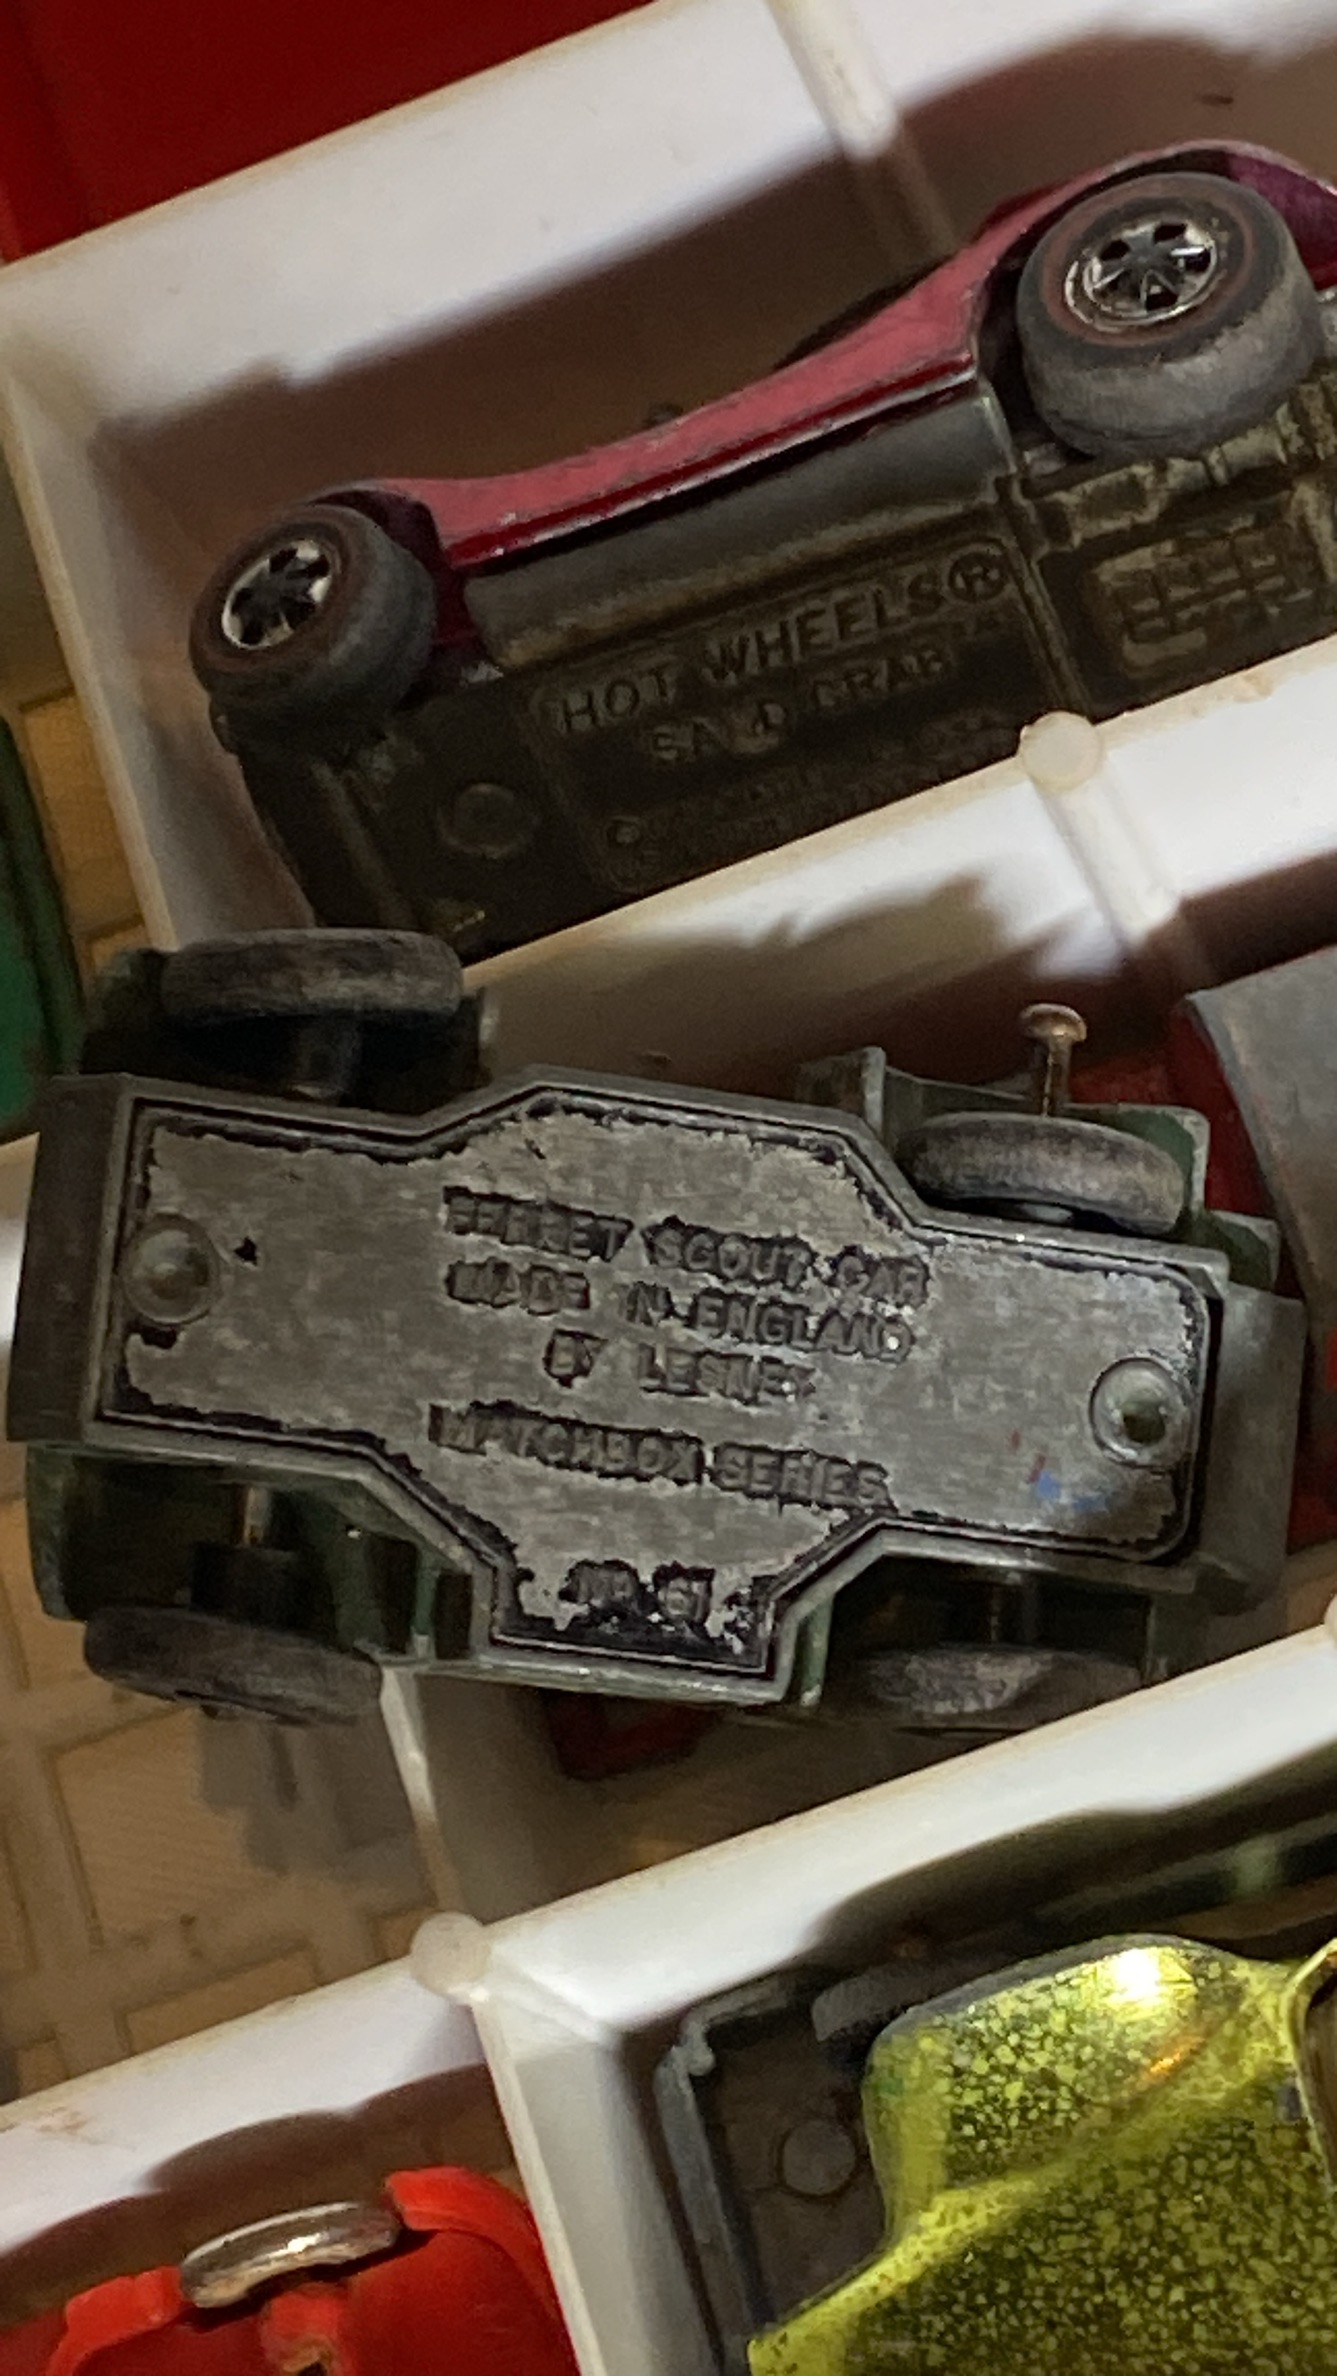 HOT WHEELS®
SAND CRAB
FERRET SCOUT CAR
MADE IN ENGLAND
BY LESNEY
MATCHBOX SERIES
No 61